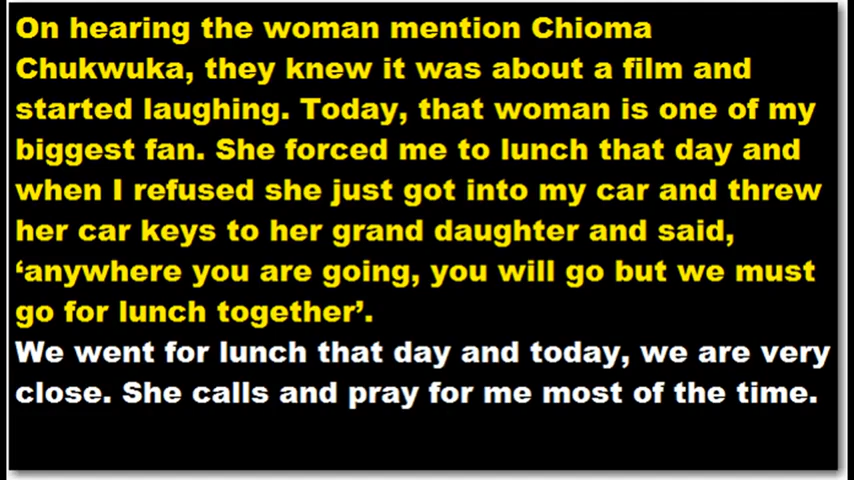 On hearing the woman mention Chioma
Chukwuka, they knew it was about a film and
started laughing. Today, that woman is one of my
biggest fan. She forced me to lunch that day and
when I refused she just got into my car and threw
her car keys to her grand daughter and said,
‘anywhere you are going, you will go but we must
go for lunch together’.
We went for lunch that day and today, we are very
close. She calls and pray for me most of the time.